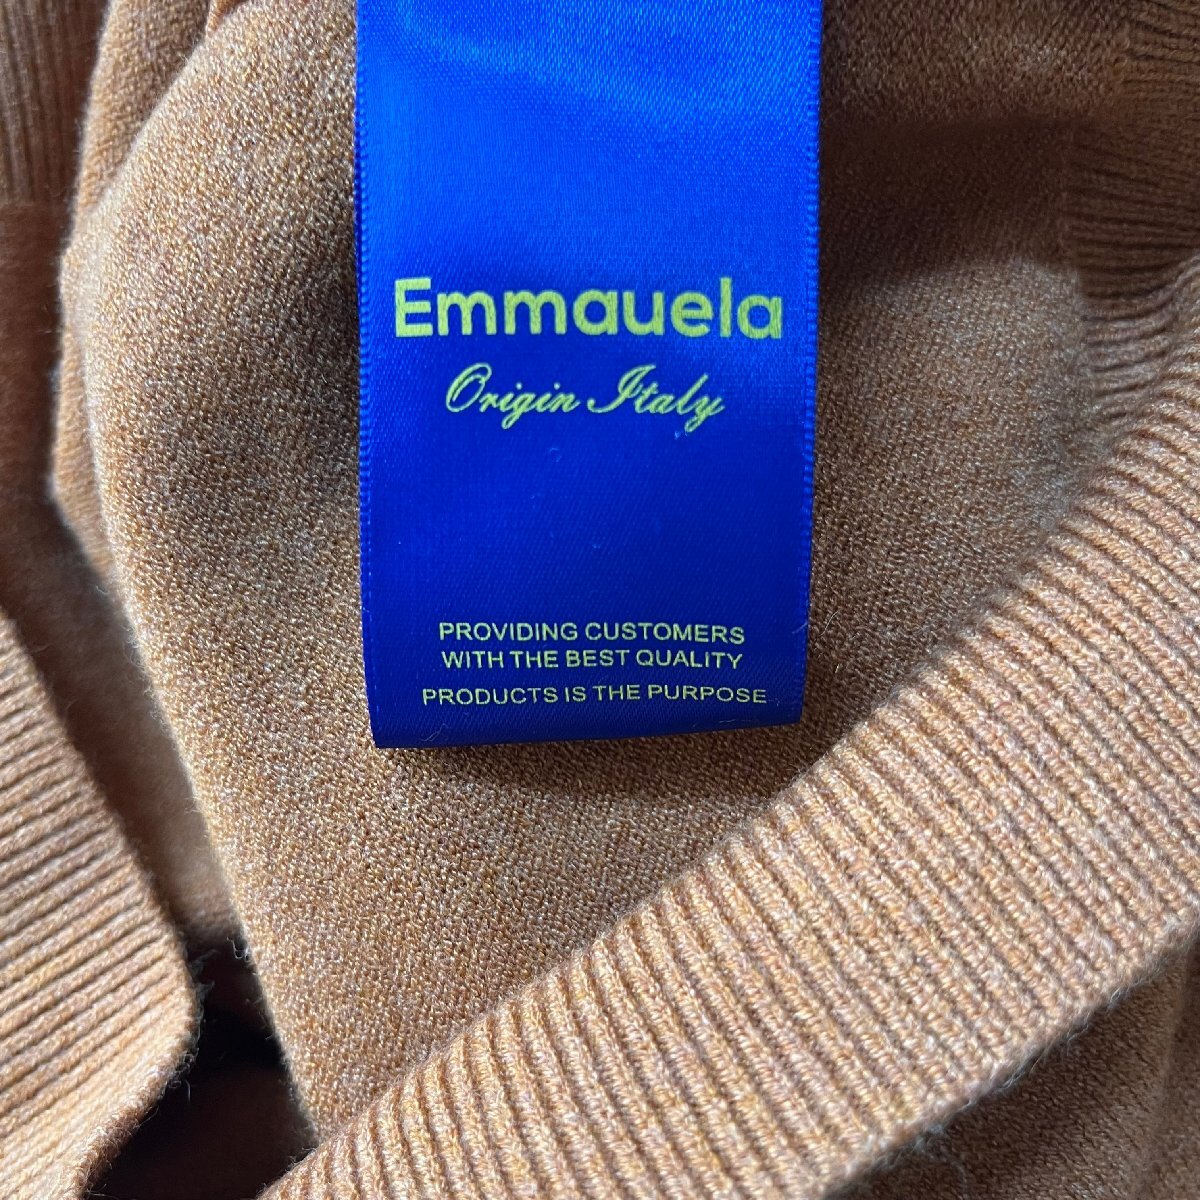 Emmauela
Origin Italy
PROVIDING CUSTOMERS
WITH THE BEST QUALITY
PRODUCTS IS THE PURPOSE